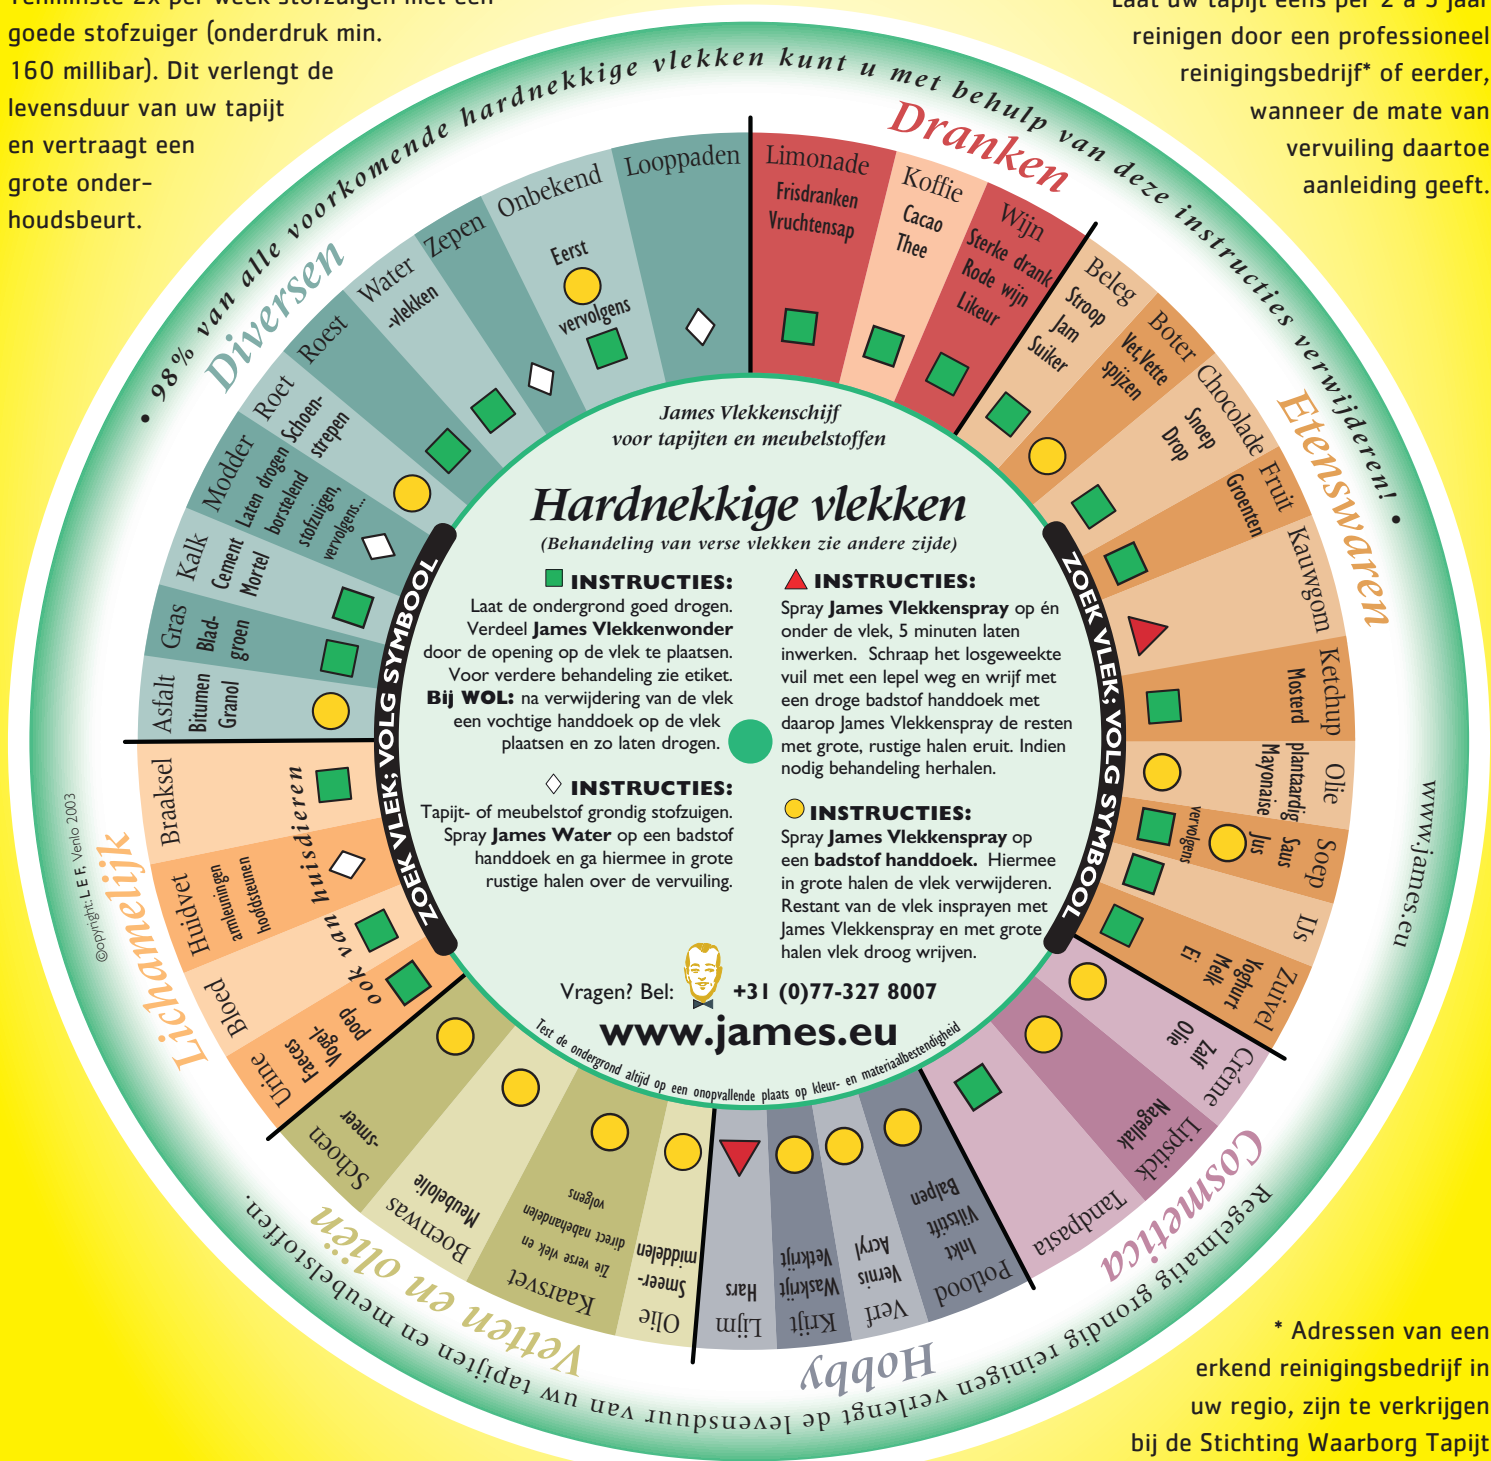 goede stofzuiger (onderdruk min.
160 millibar). Dit verlengt de
levensduur van uw tapijt
en vertraagt een
grote onder-
houdsbeurt.
Laat uw tapijt eens per 2 à 3 jaar
reinigen door een professioneel
reinigingsbedrijf* of eerder,
wanneer de mate van
vervuiling daartoe
aanleiding geeft.
• 98% van alle voorkomende hardnekkige vlekken kunt u met behulp van deze instructies verwijderen! •
Dranken
Limonade
Frisdranken
Vruchtensap
Koffie
Cacao
Thee
Wijn
Sterke drank
Rode wijn
Likeur
Etenswaren
Beleg
Stroop
Jam
Suiker
Boter
Vet,Vette
spijzen
Chocolade
Snoep
Drop
Fruit
Groenten
Kauwgom
Ketchup
Mosterd
Olie
plantaardig
Mayonaise
Soep
Saus
Jus
vervolgens
IJs
Zuivel
Yoghurt
Melk
Ei
Cosmetica
Crème
Zalf
Olie
Lipstick
Nagellak
Tandpasta
Hobby
Potlood
Inkt
Viltstift
Balpen
Verf
Vernis
Acryl
Krijt
Waskrijt
Vetkrijt
Lijm
Hars
Vetten en oliën
Olie
Smeer-
middelen
Kaarsvet
Zie verse vlek en
direct nabehandelen
volgens
Boenwas
Meubelolie
Schoen
-smeer
Lichamelijk
Urine
Faeces
Vogel-
poep
Bloed
Huidvet
armleuningen
hoofdsteunen
Braaksel
ook van huisdieren
Diversen
Asfalt
Bitumen
Granol
Gras
Blad-
groen
Kalk
Cement
Mortel
Modder
Laten drogen
borstelend
stofzuigen,
vervolgens...
Roet
Schoen-
strepen
Roest
Water
-vlekken
Zepen
Onbekend
Eerst
vervolgens
Looppaden
ZOEK VLEK; VOLG SYMBOOL
ZOEK VLEK; VOLG SYMBOOL
James Vlekkenschijf
voor tapijten en meubelstoffen
Hardnekkige vlekken
(Behandeling van verse vlekken zie andere zijde)
INSTRUCTIES:
Laat de ondergrond goed drogen.
Verdeel James Vlekkenwonder
door de opening op de vlek te plaatsen.
Voor verdere behandeling zie etiket.
Bij WOL: na verwijdering van de vlek
een vochtige handdoek op de vlek
plaatsen en zo laten drogen.
INSTRUCTIES:
Tapijt- of meubelstof grondig stofzuigen.
Spray James Water op een badstof
handdoek en ga hiermee in grote
rustige halen over de vervuiling.
INSTRUCTIES:
Spray James Vlekkenspray op én
onder de vlek, 5 minuten laten
inwerken. Schraap het losgeweekte
vuil met een lepel weg en wrijf met
een droge badstof handdoek met
daarop James Vlekkenspray de resten
met grote, rustige halen eruit. Indien
nodig behandeling herhalen.
INSTRUCTIES:
Spray James Vlekkenspray op
een badstof handdoek. Hiermee
in grote halen de vlek verwijderen.
Restant van de vlek insprayen met
James Vlekkenspray en met grote
halen vlek droog wrijven.
Vragen? Bel: +31 (0)77-327 8007
www.james.eu
Test de ondergrond altijd op een onopvallende plaats op kleur- en materiaalbestendigheid
www.james.eu
©opyright: L E F, Venlo 2003
Regelmatig grondig reinigen verlengt de levensduur van uw tapijten en meubelstoffen.
* Adressen van een
erkend reinigingsbedrijf in
uw regio, zijn te verkrijgen
bij de Stichting Waarborg Tapijt